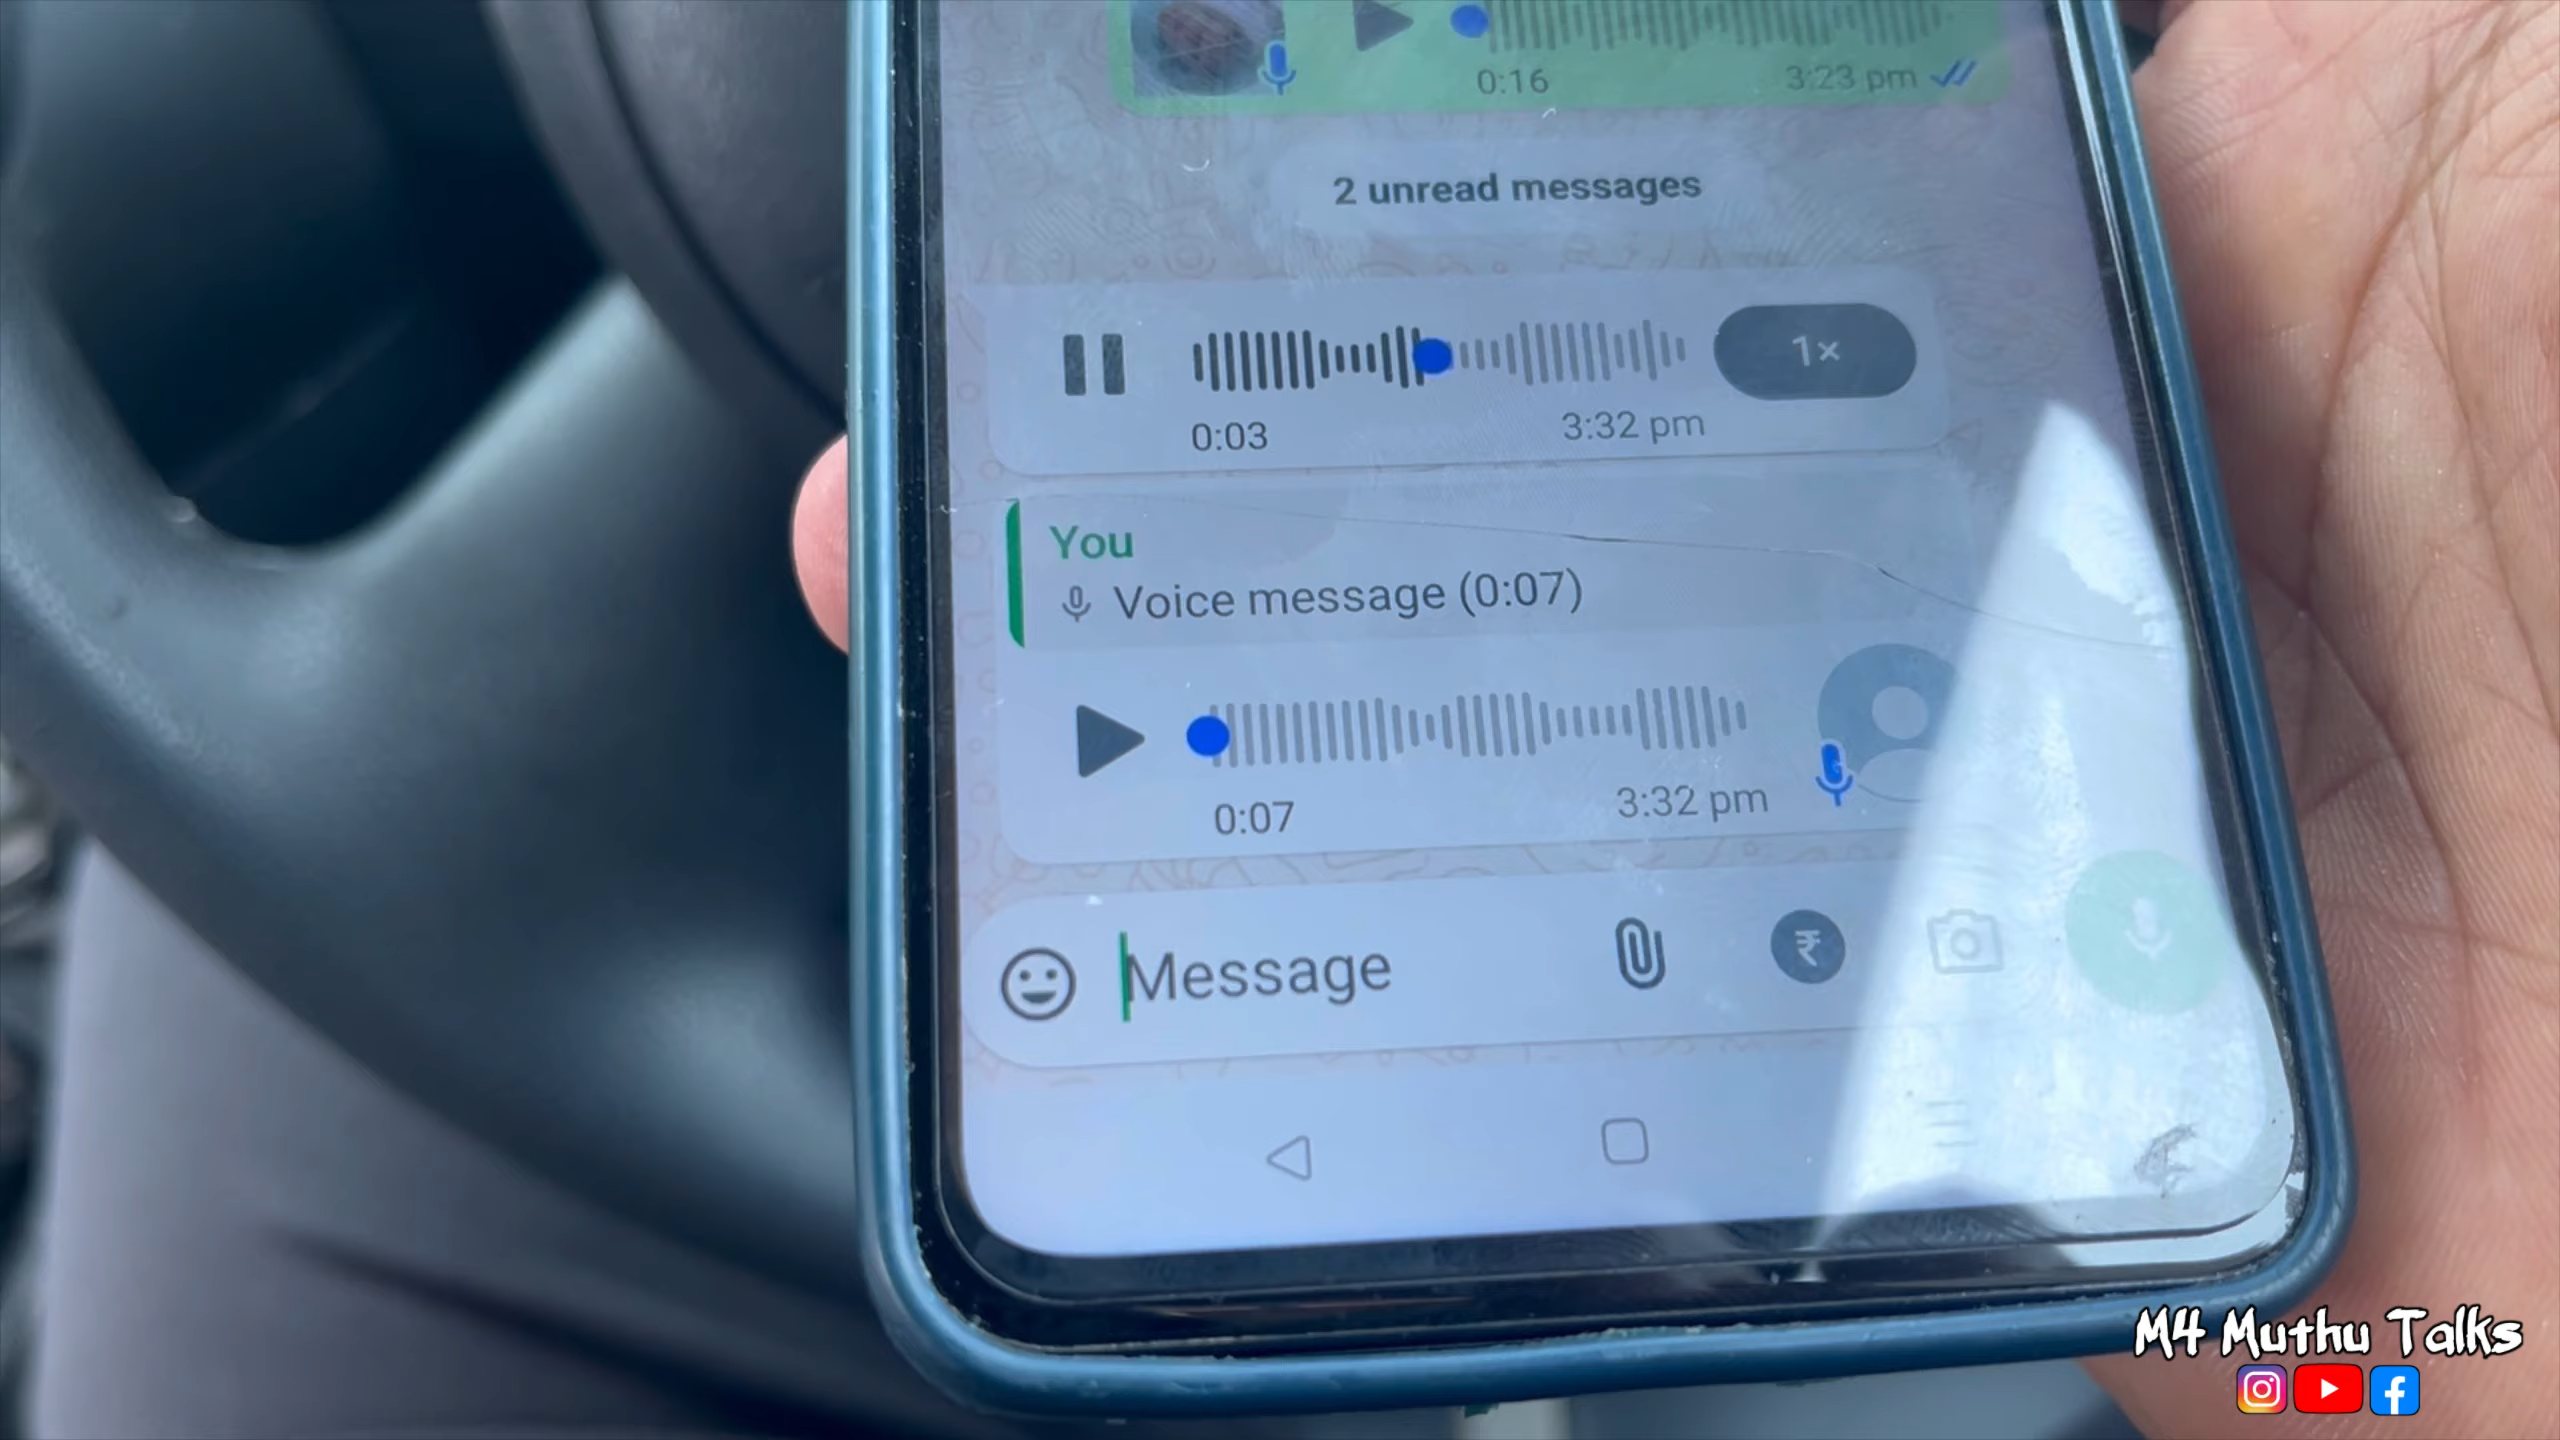 0:16
3:23 pm
2 unread messages
1×
0:03
3:32 pm
You
Voice message (0:07)
0:07
3:32 pm
Message
₹
M4 Muthu Talks